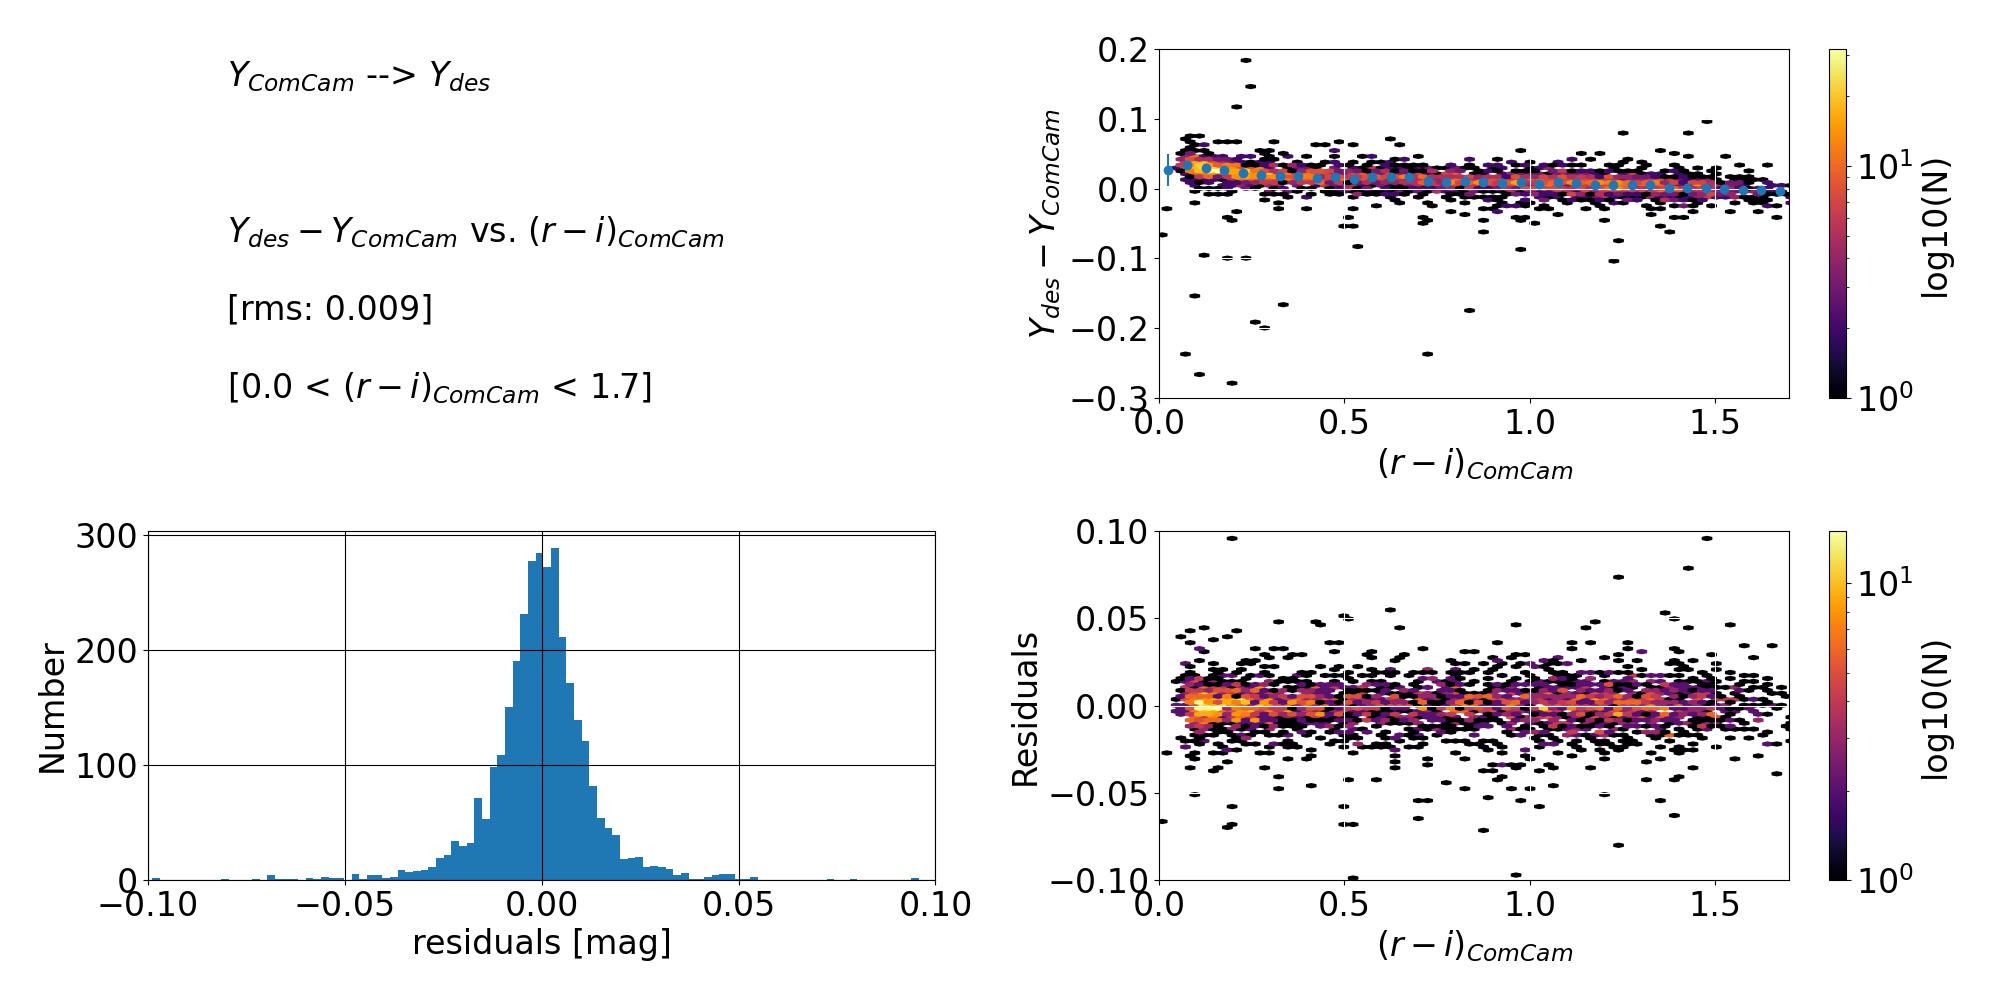 Y_ComCam --> Y_des
Y_des − Y_ComCam vs. (r − i)_ComCam
[rms: 0.009]
[0.0 < (r − i)_ComCam < 1.7]
0.2
0.1
0.0
−0.1
−0.2
−0.3
Y_des − Y_ComCam
0.0 0.5 1.0 1.5
(r − i)_ComCam
10^1
10^0
log10(N)
300
200
100
0
Number
−0.10 −0.05 0.00 0.05 0.10
residuals [mag]
0.10
0.05
0.00
−0.05
−0.10
Residuals
0.0 0.5 1.0 1.5
(r − i)_ComCam
10^1
10^0
log10(N)